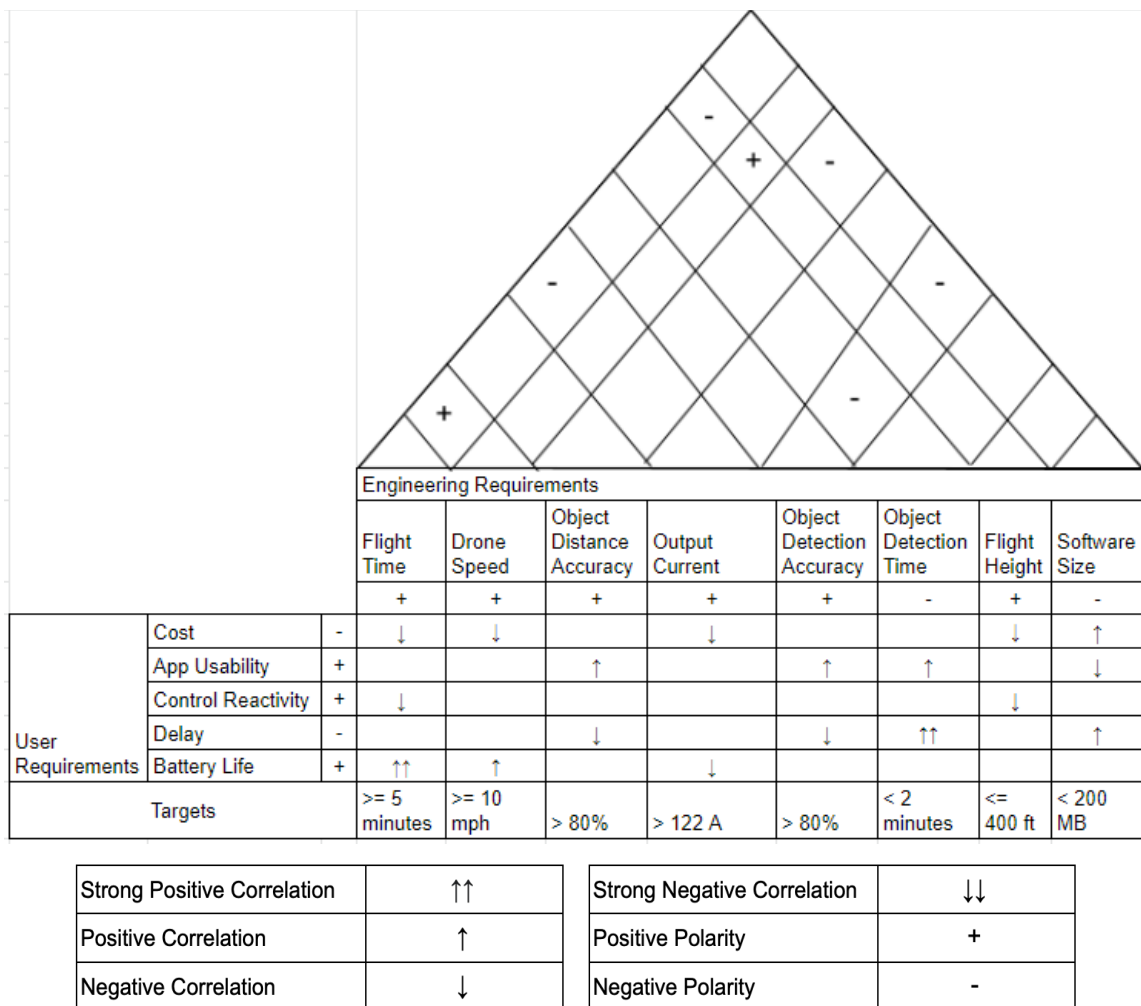 -
+ -
- -
-
+
Engineering Requirements
Flight Time Drone Speed Object Distance Accuracy Output Current Object Detection Accuracy Object Detection Time Flight Height Software Size
+ + + + + - + -
User Requirements
Cost - ↓ ↓ ↓ ↓ ↑
App Usability + ↑ ↑ ↑ ↓
Control Reactivity + ↓ ↓
Delay - ↓ ↓ ↑↑ ↑
Battery Life + ↑↑ ↑ ↓
Targets >= 5 minutes >= 10 mph > 80% > 122 A > 80% < 2 minutes <= 400 ft < 200 MB
Strong Positive Correlation ↑↑ Strong Negative Correlation ↓↓
Positive Correlation ↑ Positive Polarity +
Negative Correlation ↓ Negative Polarity -